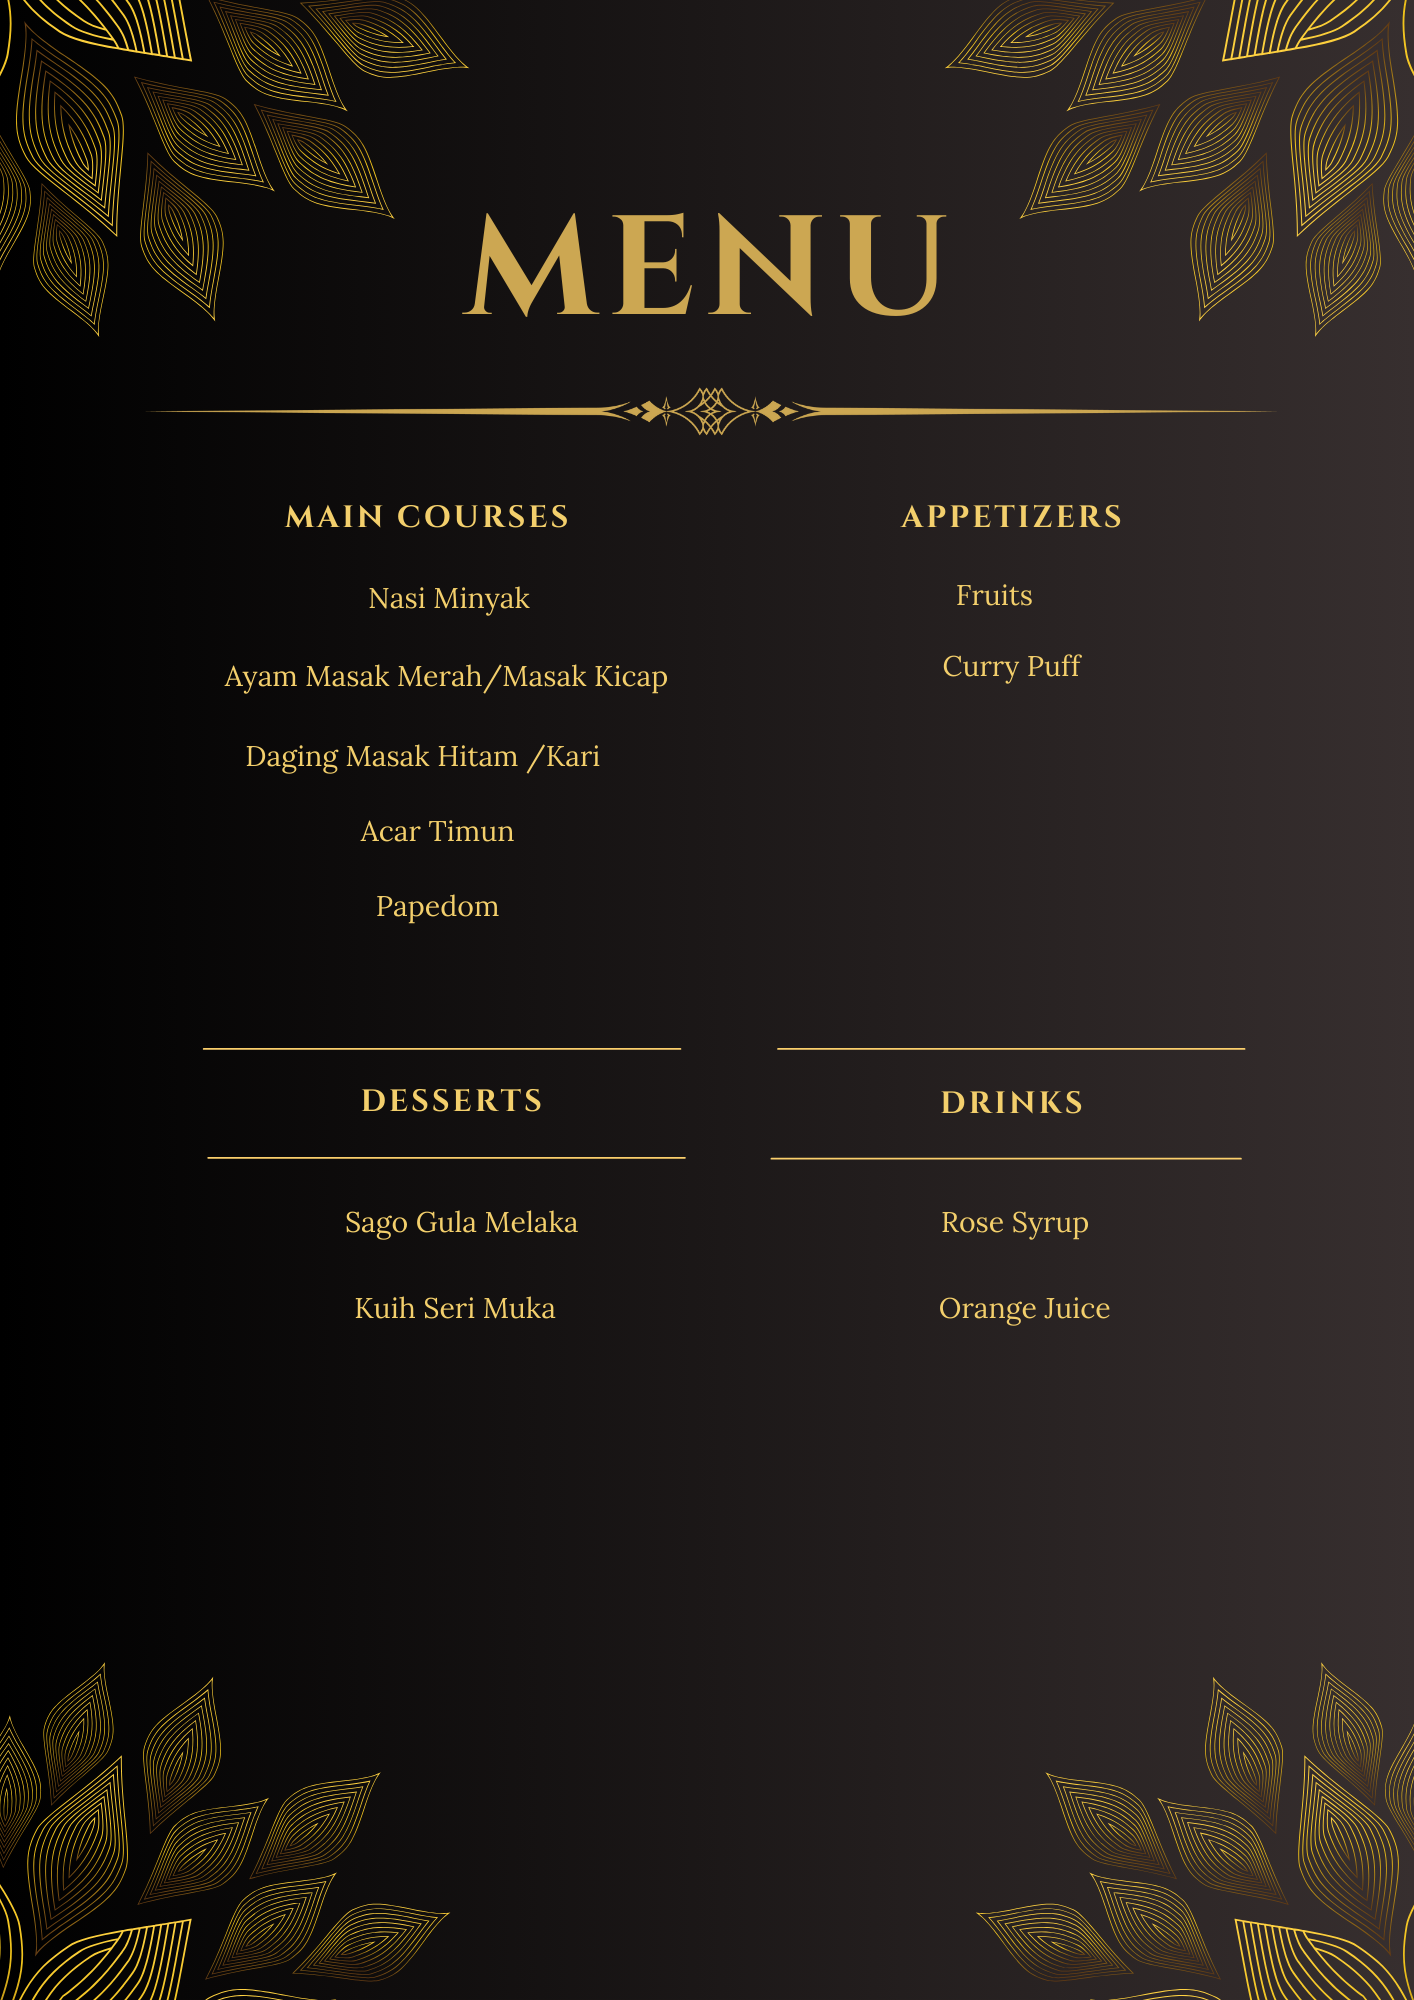 MENU
MAIN COURSES
Nasi Minyak
Ayam Masak Merah/Masak Kicap
Daging Masak Hitam /Kari
Acar Timun
Papedom
APPETIZERS
Fruits
Curry Puff
DESSERTS
Sago Gula Melaka
Kuih Seri Muka
DRINKS
Rose Syrup
Orange Juice